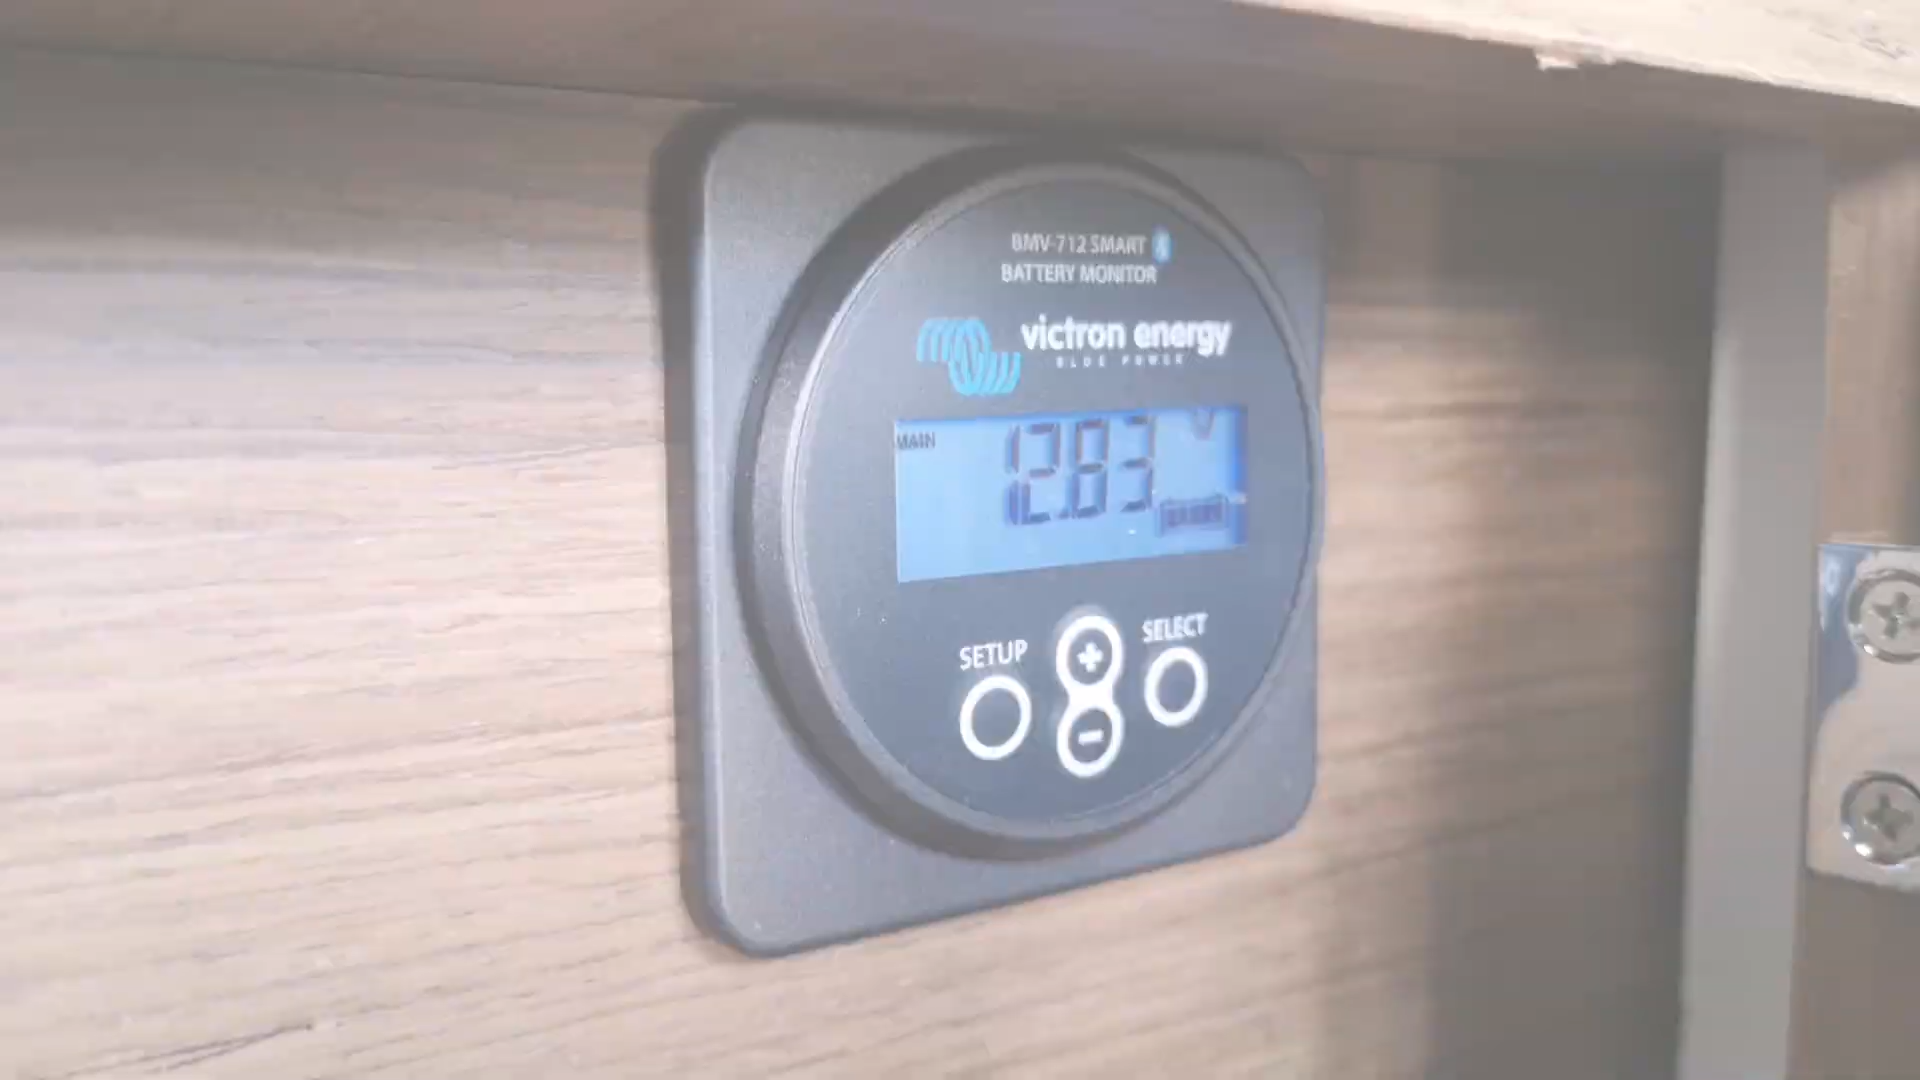 BMV-712 SMART
BATTERY MONITOR
victron energy
BLUE POWER
MAIN
12.83
V
SETUP
+
SELECT
-